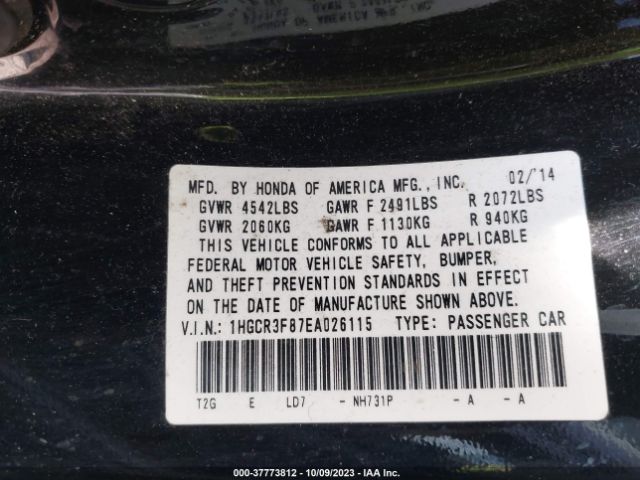 MFD. BY HONDA OF AMERICA MFG., INC. 02/'14
GVWR 4542LBS GAWR F 2491LBS R 2072LBS
GVWR 2060KG GAWR F 1130KG R 940KG
THIS VEHICLE CONFORMS TO ALL APPLICABLE
FEDERAL MOTOR VEHICLE SAFETY, BUMPER,
AND THEFT PREVENTION STANDARDS IN EFFECT
ON THE DATE OF MANUFACTURE SHOWN ABOVE.
V.I.N.: 1HGCR3F87EA026115 TYPE: PASSENGER CAR
T2G E LD7 - NH731P - A - A
000-37773812 - 10/09/2023 - IAA Inc.